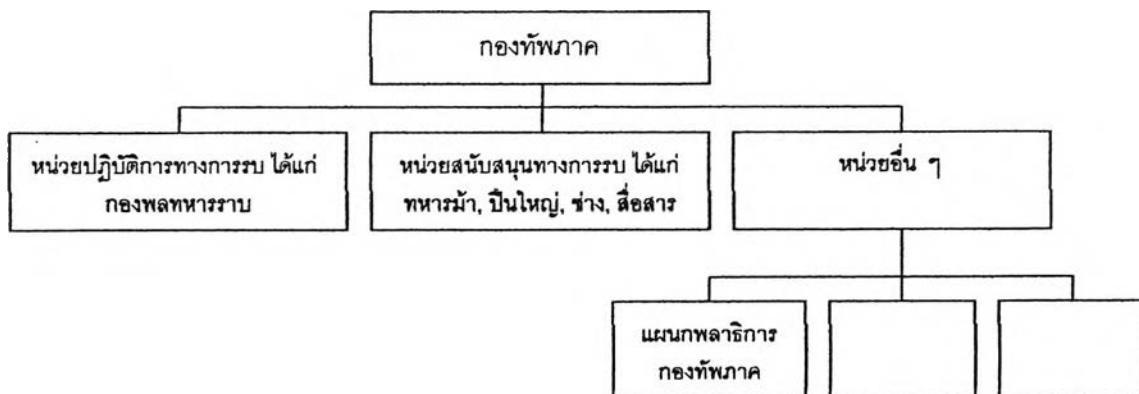 กองทัพภาค
หน่วยปฏิบัติการทางการรบ ได้แก่
กองพลทหารราบ
หน่วยสนับสนุนทางการรบ ได้แก่
ทหารม้า, ปืนใหญ่, ช่าง, สื่อสาร
หน่วยอื่น ๆ
แผนกพลาธิการ
กองทัพภาค